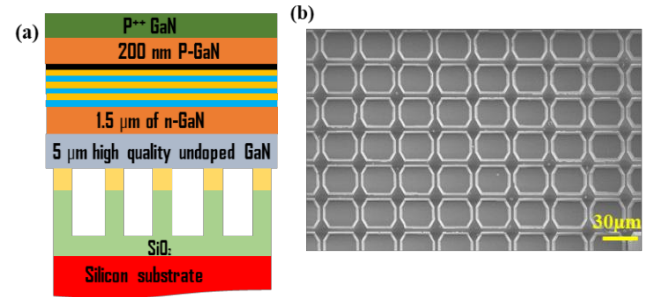 (a)
P⁺⁺ GaN
200 nm P-GaN
1.5 µm of n-GaN
5 µm high quality undoped GaN
SiO₂
Silicon substrate
(b)
30µm